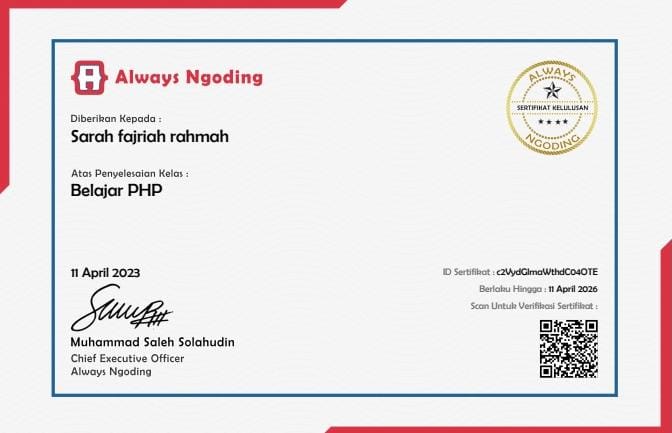 Always Ngoding
ALWAYS
SERTIFIKAT KELULUSAN
NGODING
Diberikan Kepada :
Sarah fajriah rahmah
Atas Penyelesaian Kelas :
Belajar PHP
11 April 2023
Muhammad Saleh Solahudin
Chief Executive Officer
Always Ngoding
ID Sertifikat : c2VydGlmaWthdC04OTE
Berlaku Hingga : 11 April 2026
Scan Untuk Verifikasi Sertifikat :